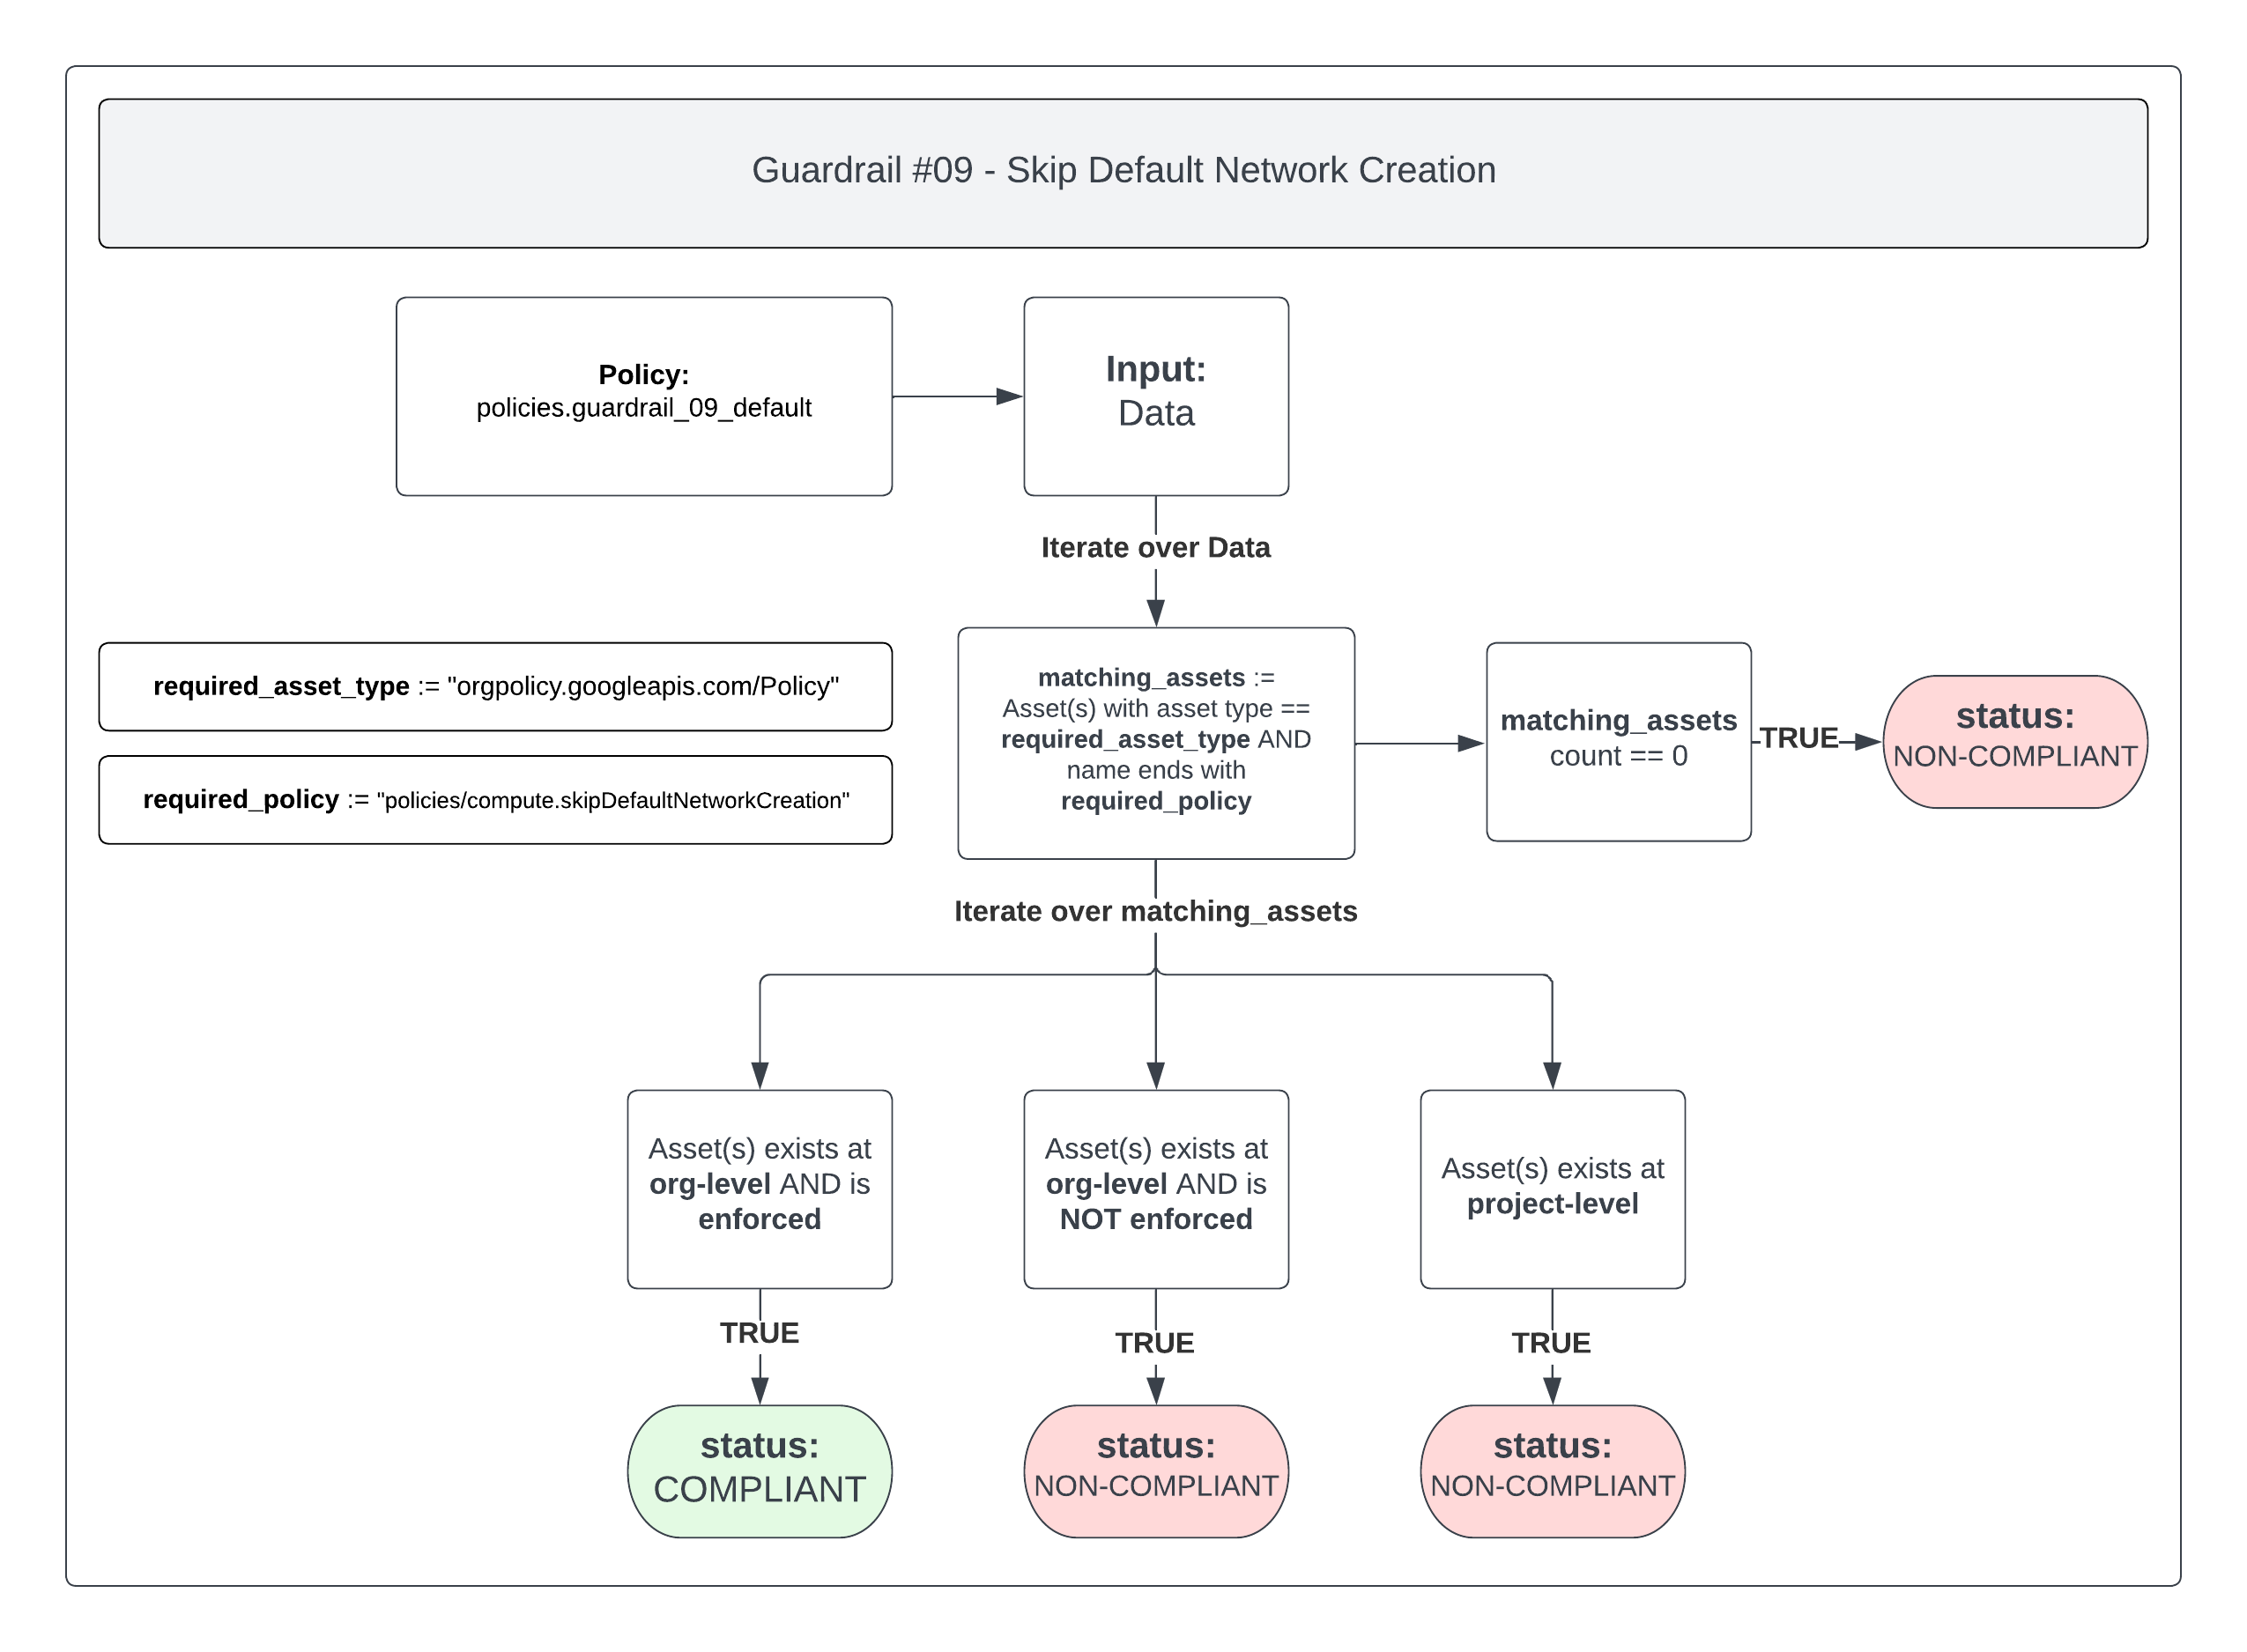 Guardrail #09 - Skip Default Network Creation
Policy:
policies.guardrail_09_default
Input:
Data
Iterate over Data
required_asset_type := "orgpolicy.googleapis.com/Policy"
required_policy := "policies/compute.skipDefaultNetworkCreation"
matching_assets :=
Asset(s) with asset type ==
required_asset_type AND
name ends with
required_policy
matching_assets
count == 0
TRUE
status:
NON-COMPLIANT
Iterate over matching_assets
Asset(s) exists at
org-level AND is
enforced
Asset(s) exists at
org-level AND is
NOT enforced
Asset(s) exists at
project-level
TRUE
TRUE
TRUE
status:
COMPLIANT
status:
NON-COMPLIANT
status:
NON-COMPLIANT